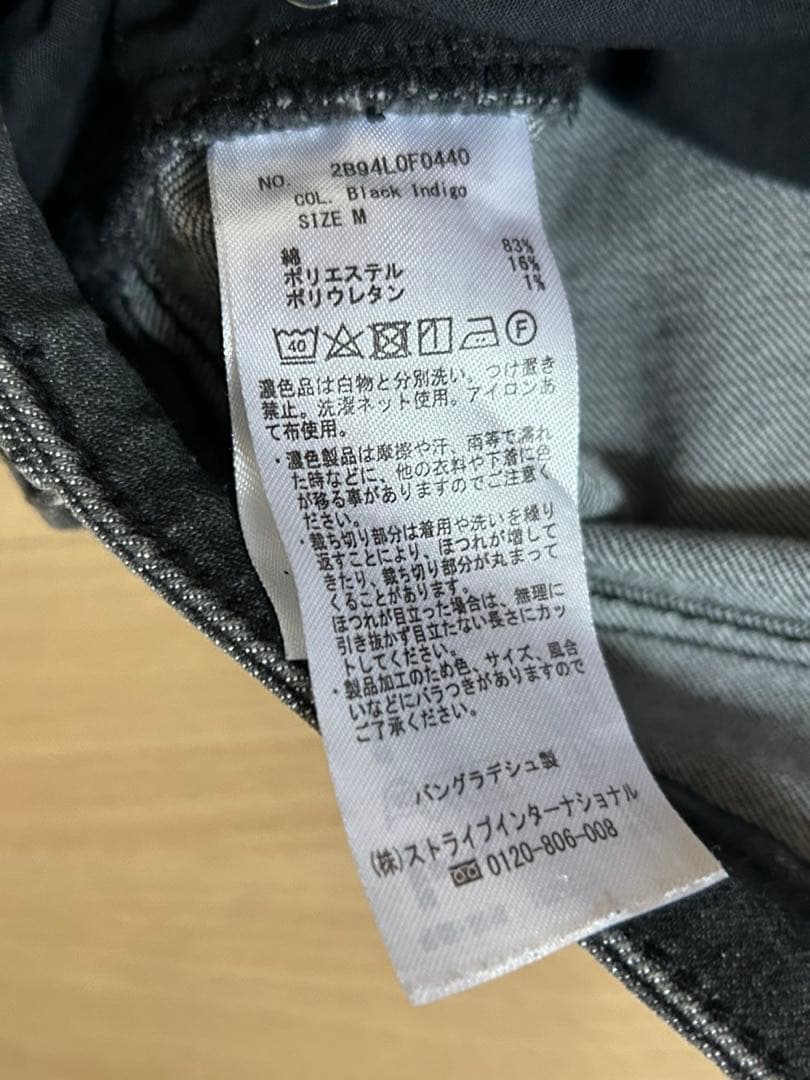 NO. 2B94L0F0440
COL. Black Indigo
SIZE M
綿 83%
ポリエステル 16%
ポリウレタン 1%
40 F
濃色品は白物と分別洗い。つけ置き
禁止。洗濯ネット使用。アイロンあ
て布使用。
・濃色製品は摩擦や汗、雨等で濡れ
た時などに、他の衣料や下着に色
が移る事がありますのでご注意く
ださい。
・裁ち切り部分は着用や洗いを繰り
返すことにより、ほつれが増して
きたり、裁ち切り部分が丸まって
くることがあります。
ほつれが目立った場合は、無理に
引き抜かず目立たない長さにカッ
トしてください。
・製品加工のため色、サイズ、風合
いなどにバラつきがありますので
ご了承ください。
バングラデシュ製
(株)ストライプインターナショナル
0120-806-008